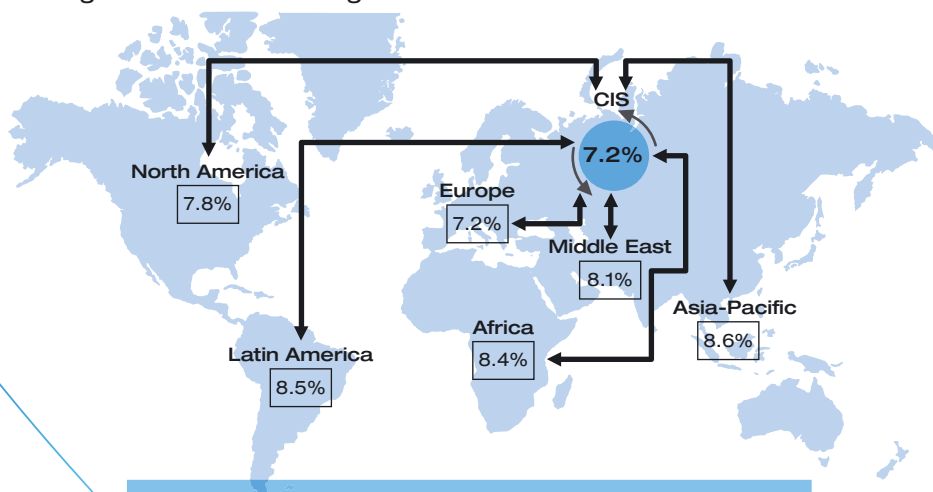 CIS
7.2%
North America
7.8%
Europe
7.2%
Middle East
8.1%
Asia-Pacific
8.6%
Africa
8.4%
Latin America
8.5%